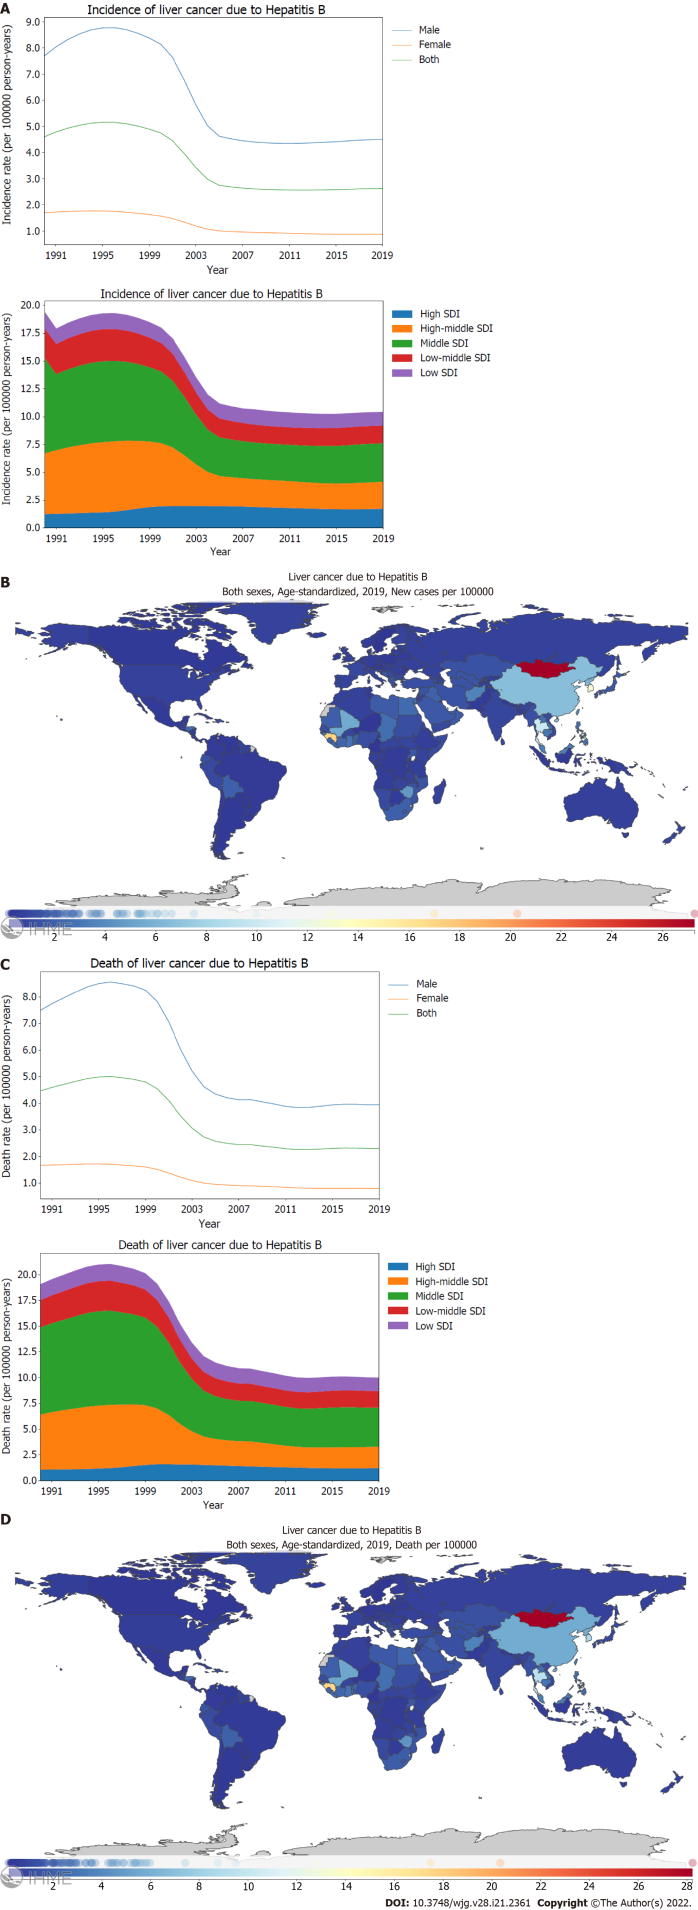 A
Incidence of liver cancer due to Hepatitis B
Incidence rate (per 100000 person-years)
9.0
8.0
7.0
6.0
5.0
4.0
3.0
2.0
1.0
1991 1995 1999 2003 2007 2011 2015 2019
Year
Male
Female
Both
Incidence of liver cancer due to Hepatitis B
Incidence rate (per 100000 person-years)
20.0
17.5
15.0
12.5
10.0
7.5
5.0
2.5
0.0
1991 1995 1999 2003 2007 2011 2015 2019
Year
High SDI
High-middle SDI
Middle SDI
Low-middle SDI
Low SDI
B
Liver cancer due to Hepatitis B
Both sexes, Age-standardized, 2019, New cases per 100000
IHME
2 4 6 8 10 12 14 16 18 20 22 24 26
C
Death of liver cancer due to Hepatitis B
Death rate (per 100000 person-years)
8.0
7.0
6.0
5.0
4.0
3.0
2.0
1.0
1991 1995 1999 2003 2007 2011 2015 2019
Year
Male
Female
Both
Death of liver cancer due to Hepatitis B
Death rate (per 100000 person-years)
20.0
17.5
15.0
12.5
10.0
7.5
5.0
2.5
0.0
1991 1995 1999 2003 2007 2011 2015 2019
Year
High SDI
High-middle SDI
Middle SDI
Low-middle SDI
Low SDI
D
Liver cancer due to Hepatitis B
Both sexes, Age-standardized, 2019, Death per 100000
IHME
2 4 6 8 10 12 14 16 18 20 22 24 26 28
DOI: 10.3748/wjg.v28.i21.2361 Copyright ©The Author(s) 2022.